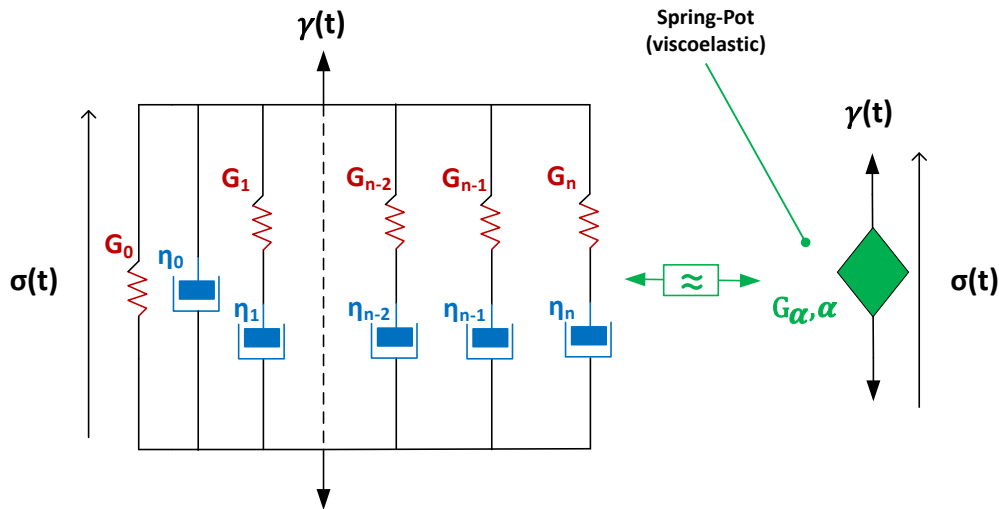 γ(t)
Spring-Pot
(viscoelastic)
γ(t)
G₁
Gₙ₋₂
Gₙ₋₁
Gₙ
G₀
η₀
σ(t)
≈
σ(t)
η₁
ηₙ₋₂
ηₙ₋₁
ηₙ
G𝜶,𝜶